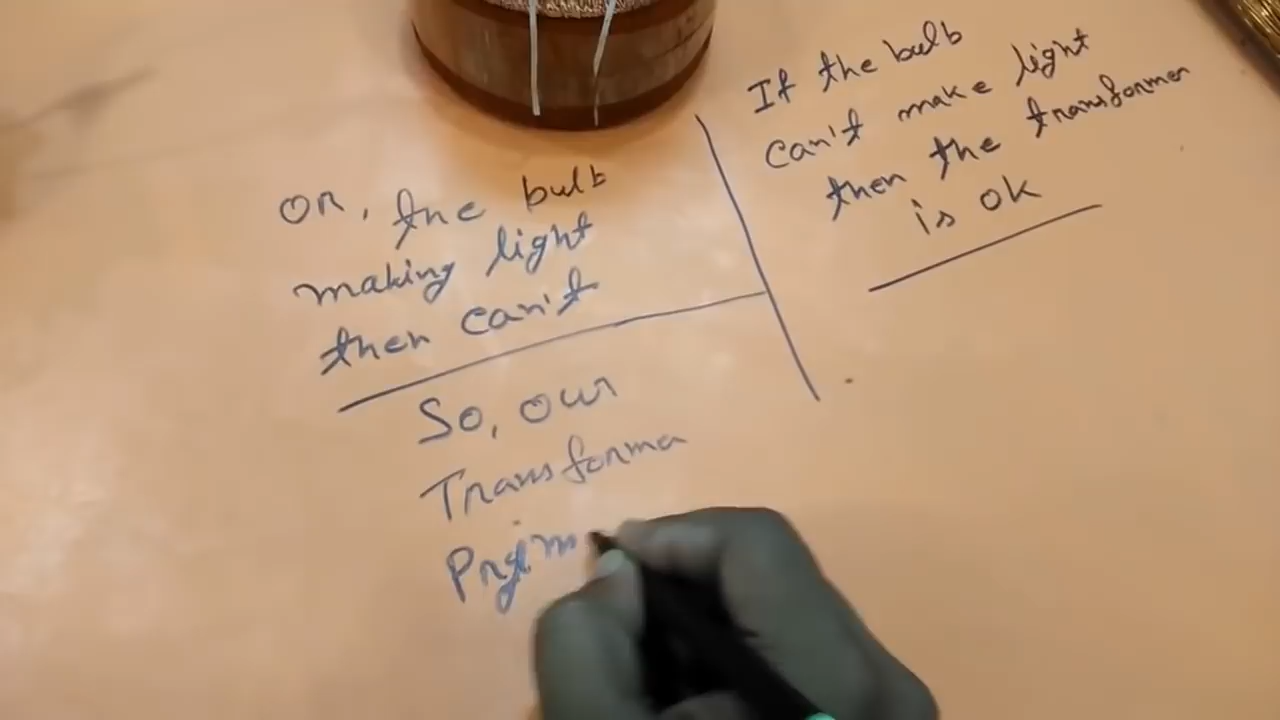 If the bulb
can't make light
then the transformer
is ok
OR, the bulb
making light
then can't
So, our
Transforma